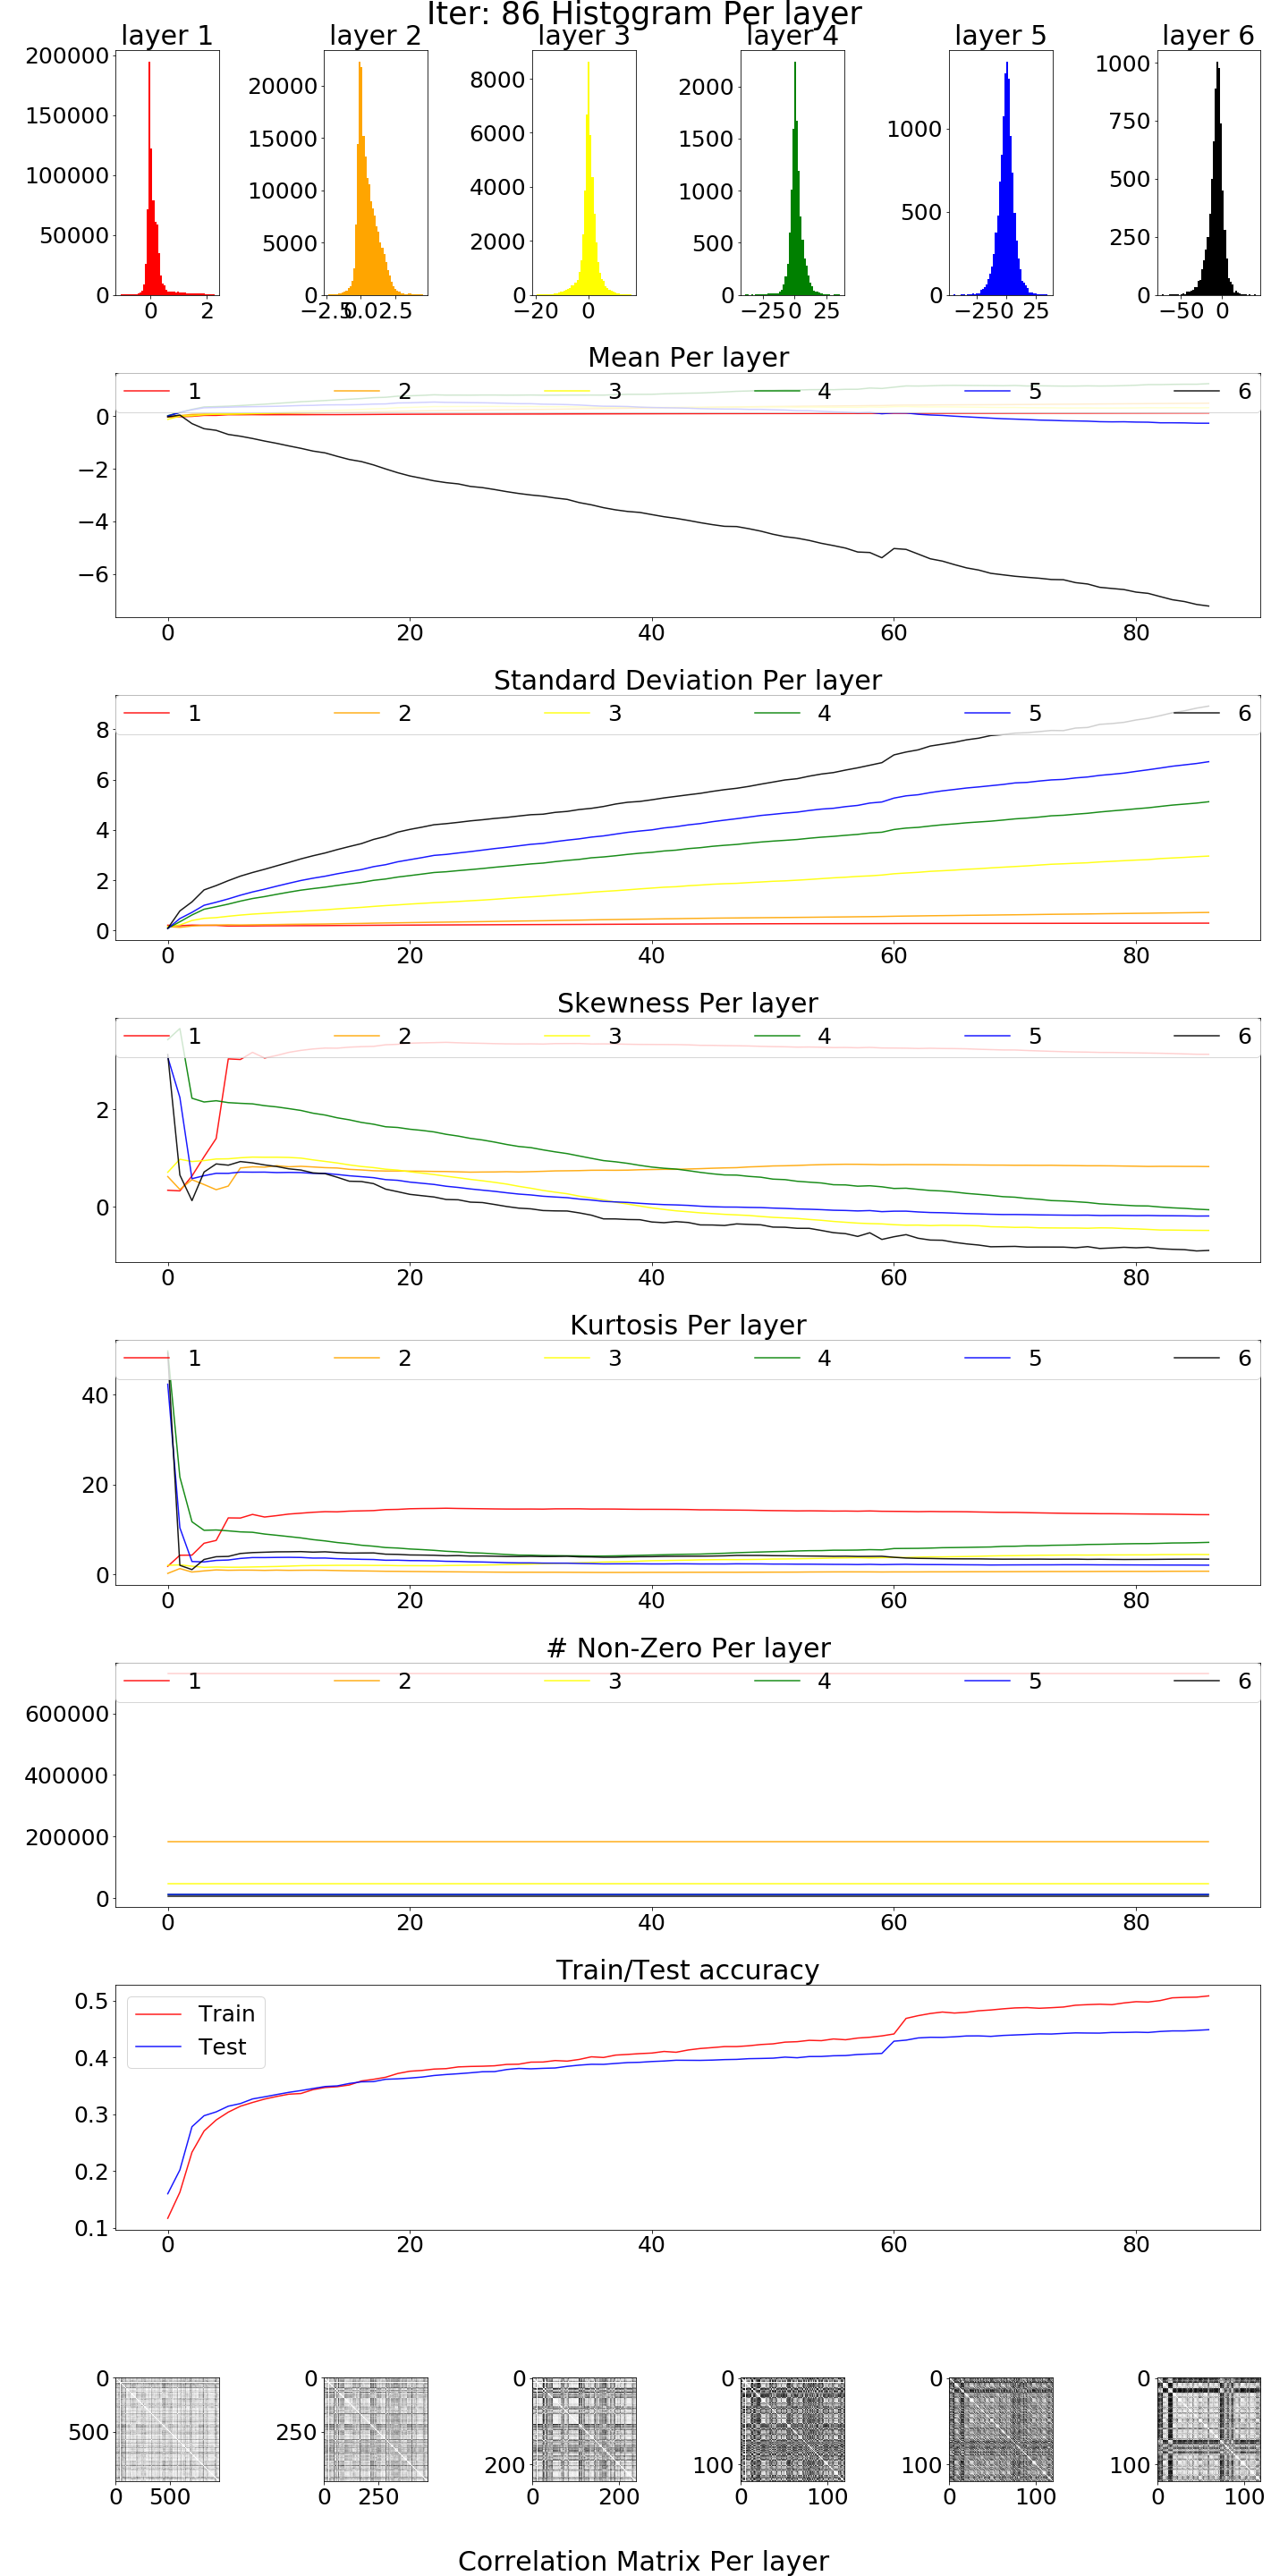 Iter: 86 Histogram Per layer
layer 1 layer 2 layer 3 layer 4 layer 5 layer 6
200000 150000 100000 50000 0
0 2
20000 15000 10000 5000 0
−2.5 0.0 2.5
8000 6000 4000 2000 0
−20 0
2000 1500 1000 500 0
−25 0 25
1000 500 0
−25 0 25
1000 750 500 250 0
−50 0
Mean Per layer
1 2 3 4 5 6
0
−2
−4
−6
0 20 40 60 80
Standard Deviation Per layer
1 2 3 4 5 6
8
6
4
2
0
0 20 40 60 80
Skewness Per layer
1 2 3 4 5 6
2
0
0 20 40 60 80
Kurtosis Per layer
1 2 3 4 5 6
40
20
0
0 20 40 60 80
# Non-Zero Per layer
1 2 3 4 5 6
600000
400000
200000
0
0 20 40 60 80
Train/Test accuracy
Train
Test
0.5
0.4
0.3
0.2
0.1
0 20 40 60 80
0 500
0 500
0 250
0 250
0 200
0 200
0 100
0 100
0 100
0 100
0 100
0 100
Correlation Matrix Per layer